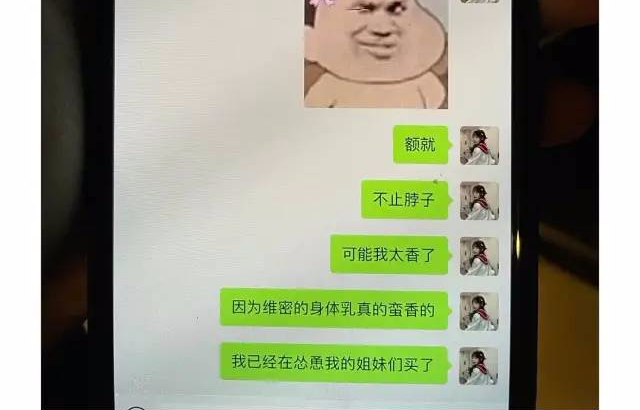 额就
不止脖子
可能我太香了
因为维密的身体乳真的蛮香的
我已经在怂恿我的姐妹们买了